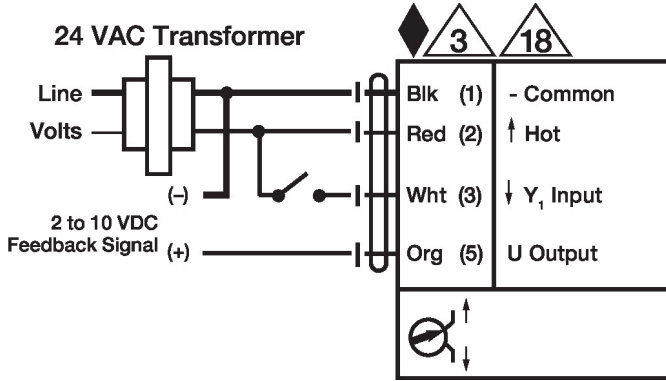 24 VAC Transformer
3
18
Line
Volts
Blk (1) - Common
Red (2) ↑ Hot
(–)
Wht (3) ↓ Y₁ Input
2 to 10 VDC
Feedback Signal (+)
Org (5) U Output